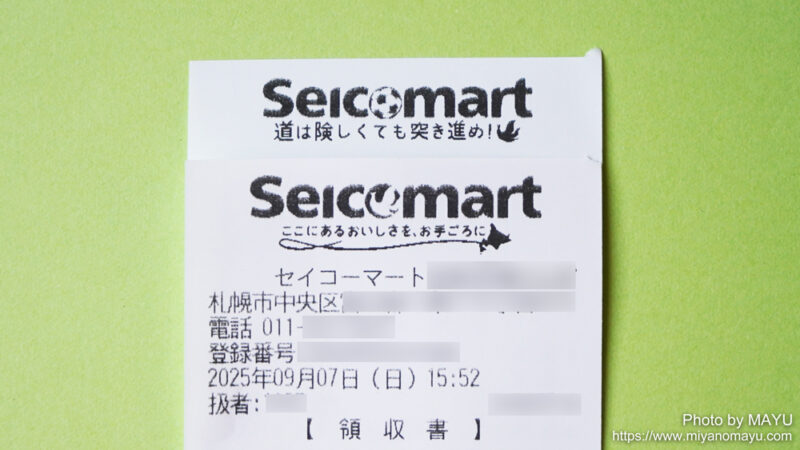 Seicomart
道は険しくても突き進め!
Seicomart
ここにあるおいしさを、お手ごろに
セイコーマート
札幌市中央区
電話 011-
登録番号
2025年09月07日（日）15:52
扱者:
【 領 収 書 】
Photo by MAYU
https://www.miyanomayu.com